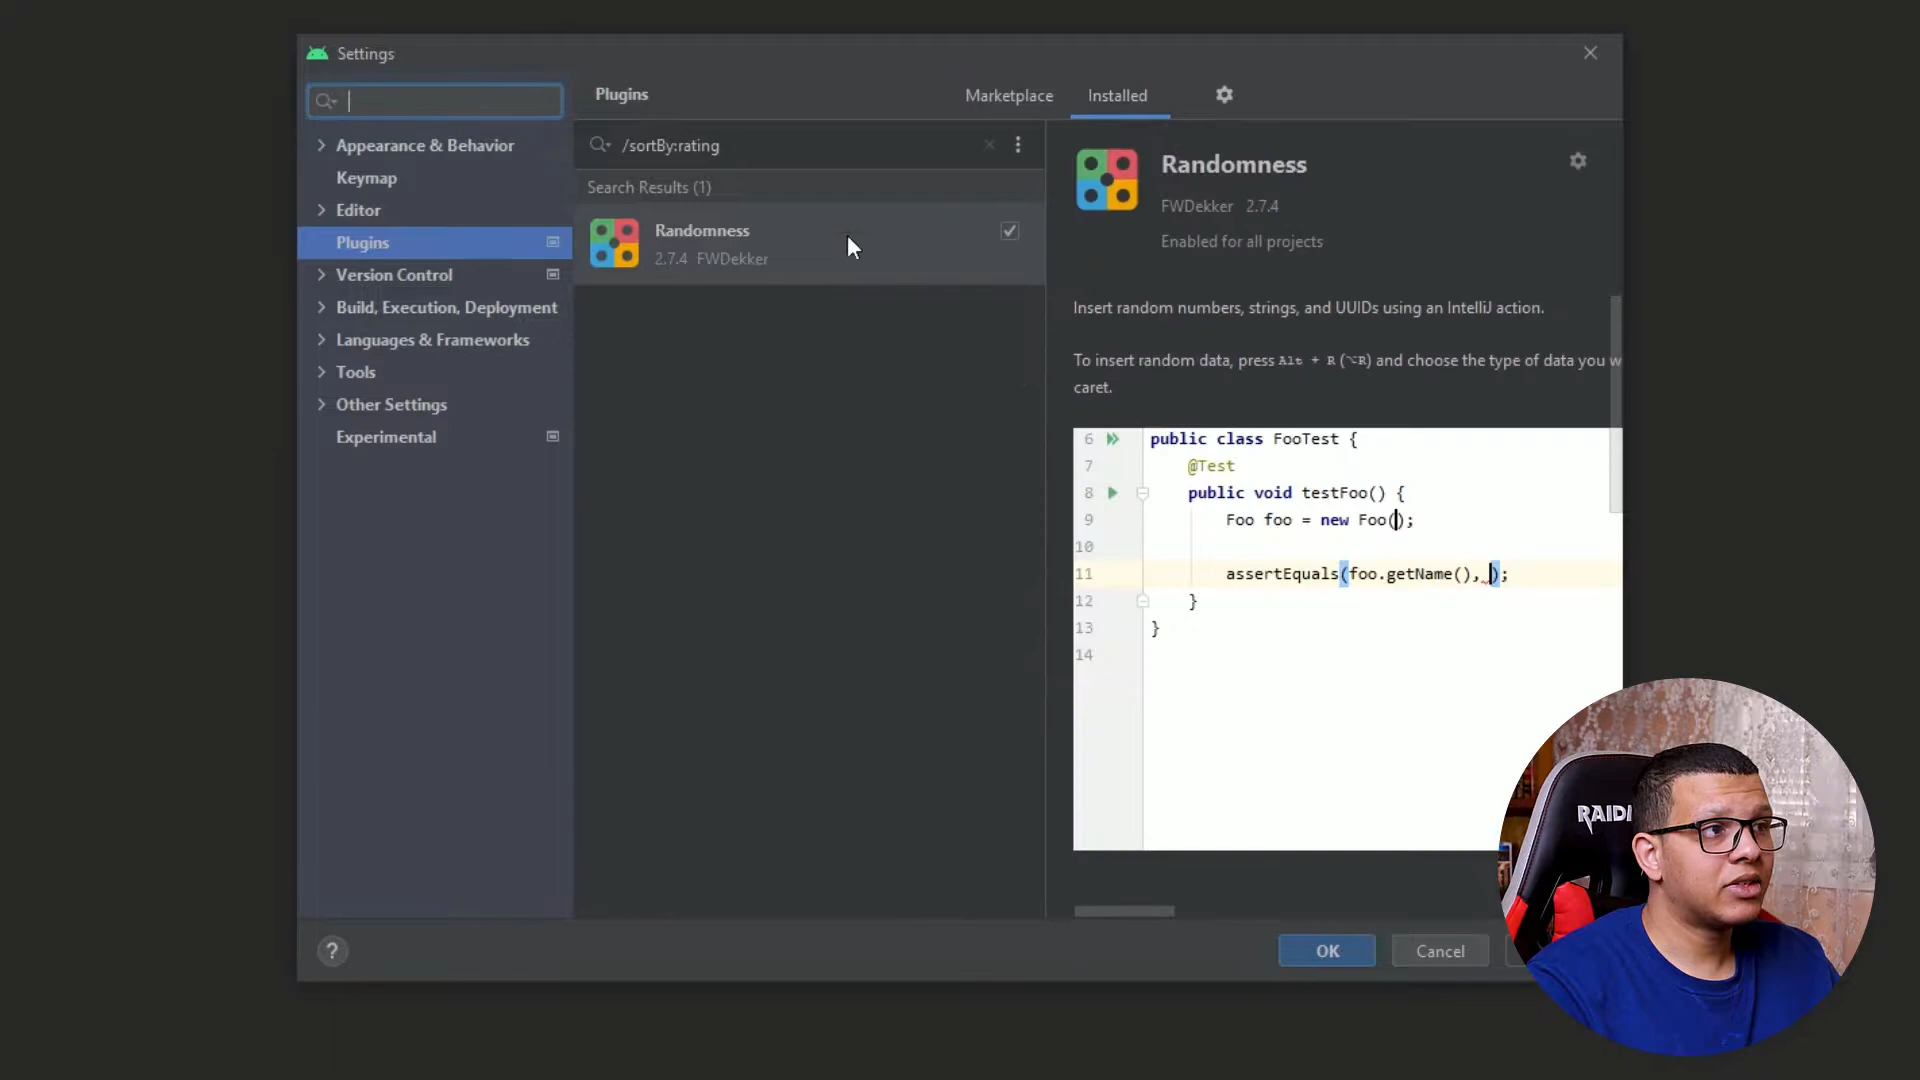 Settings
Plugins
Marketplace
Installed
Appearance & Behavior
Keymap
Editor
Plugins
Version Control
Build, Execution, Deployment
Languages & Frameworks
Tools
Other Settings
Experimental
/sortBy:rating
Search Results (1)
Randomness
2.7.4 FWDekker
Randomness
FWDekker 2.7.4
Enabled for all projects
Insert random numbers, strings, and UUIDs using an IntelliJ action.
To insert random data, press Alt + R (⌥R) and choose the type of data you w
caret.
6 public class FooTest {
7 @Test
8 public void testFoo() {
9 Foo foo = new Foo();
10
11 assertEquals(foo.getName(), );
12 }
13 }
14
?
OK
Cancel
RAID